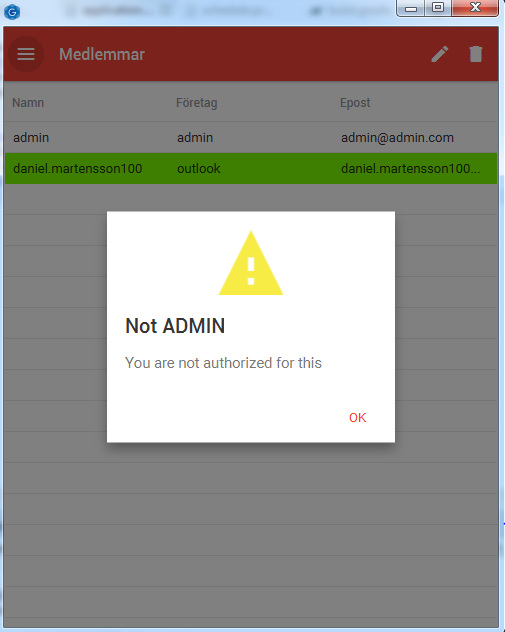 Medlemmar
Namn Företag Epost
admin admin admin@admin.com
daniel.martensson100 outlook daniel.martensson100...
Not ADMIN
You are not authorized for this
OK